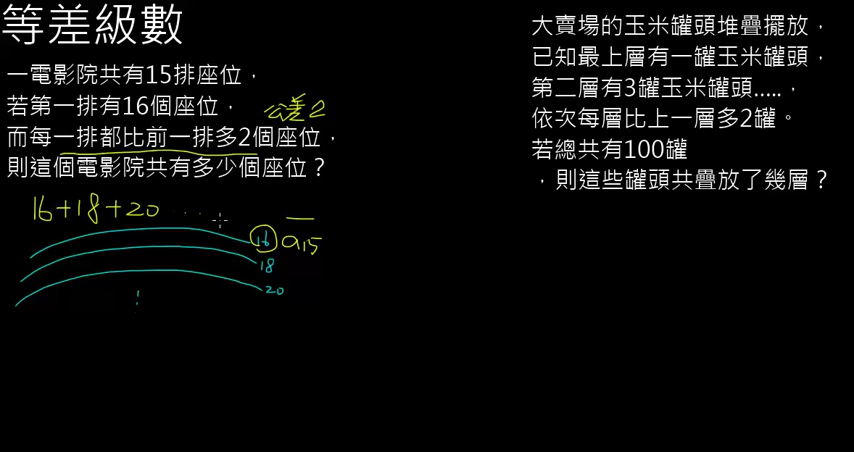 等差級數
一電影院共有15排座位，
若第一排有16個座位，
公差2
而每一排都比前一排多2個座位，
則這個電影院共有多少個座位？
16+18+20 ....
16 a15
18
20
大賣場的玉米罐頭堆疊擺放，
已知最上層有一罐玉米罐頭，
第二層有3罐玉米罐頭.....，
依次每層比上一層多2罐。
若總共有100罐
，則這些罐頭共疊放了幾層？